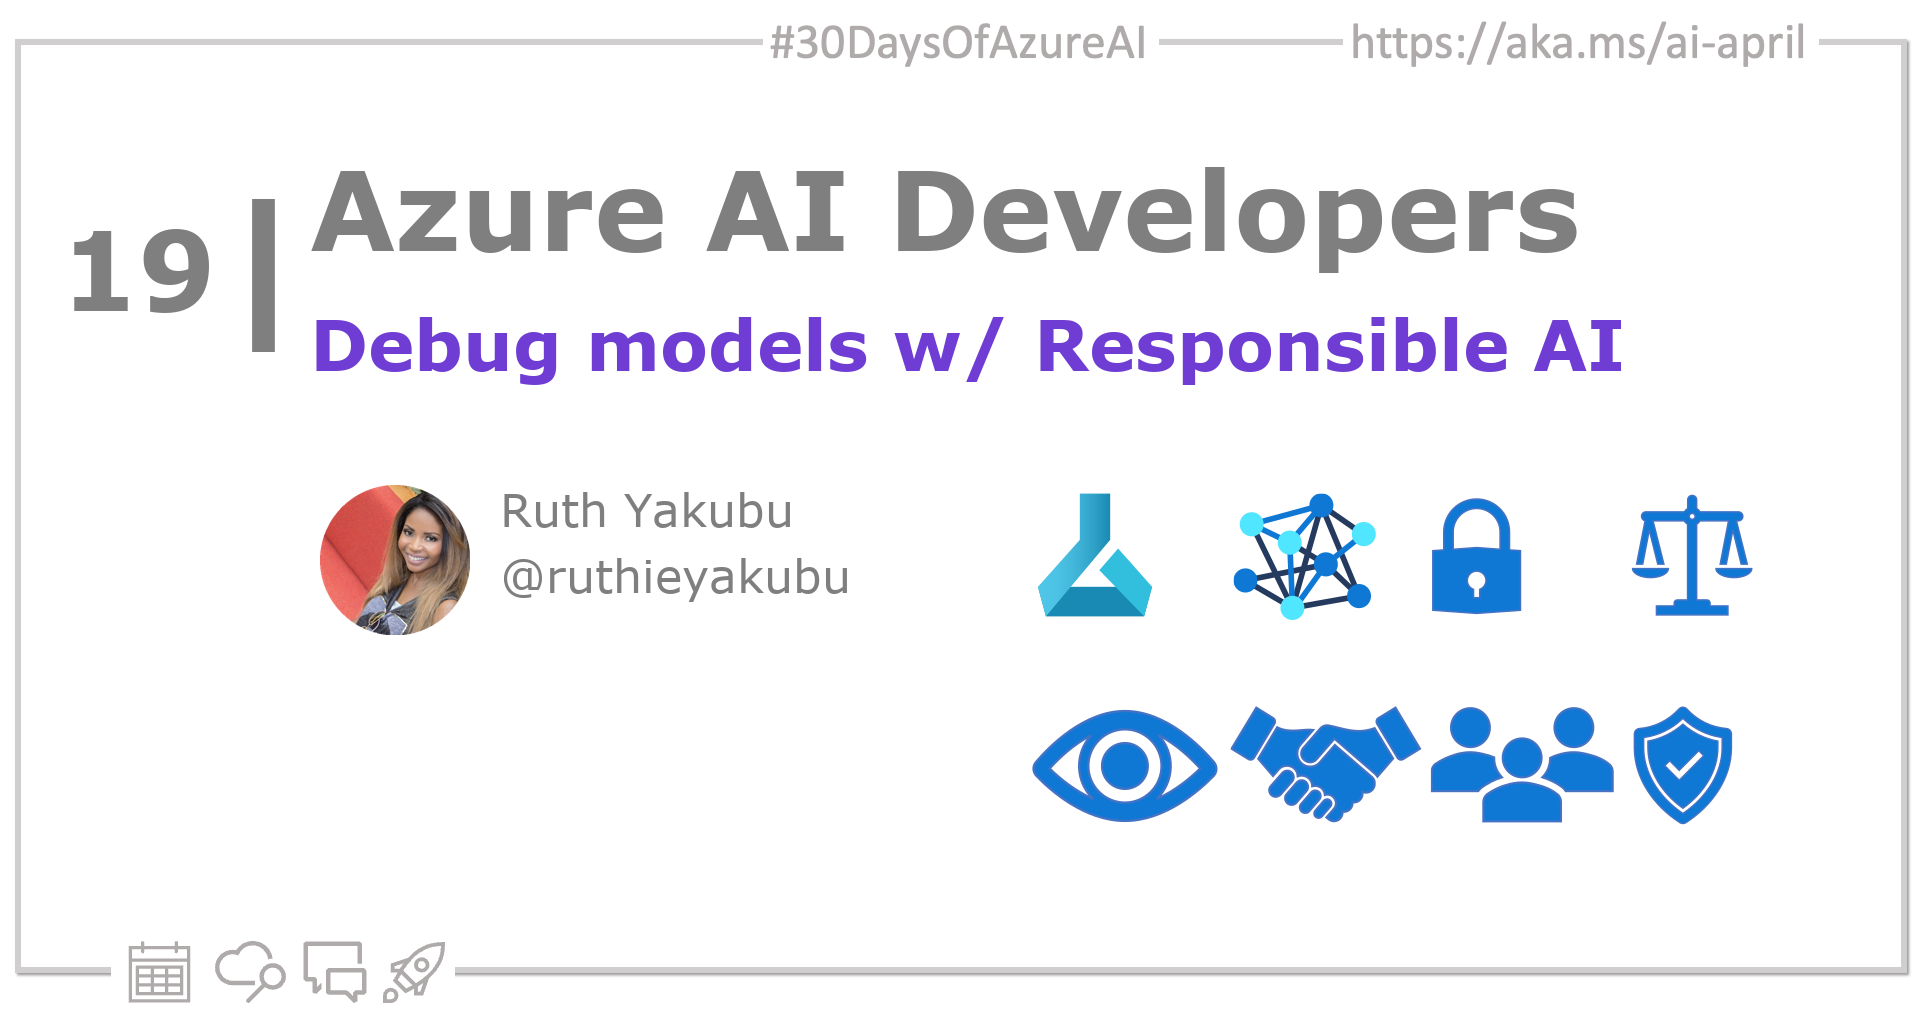 #30DaysOfAzureAI
https://aka.ms/ai-april
19
Azure AI Developers
Debug models w/ Responsible AI
Ruth Yakubu
@ruthieyakubu